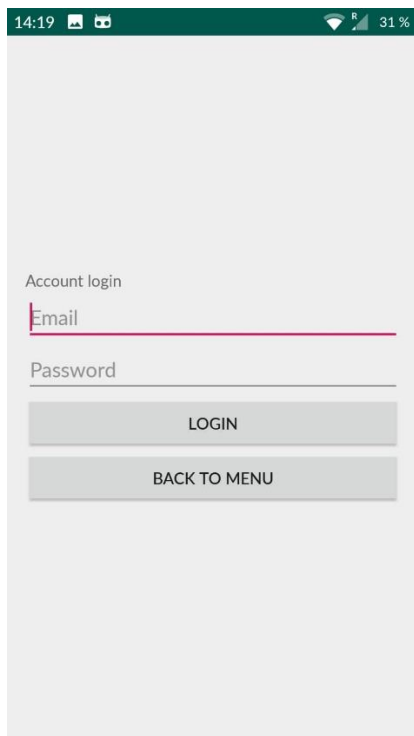 14:19 R 31 %
Account login
Email
Password
LOGIN
BACK TO MENU